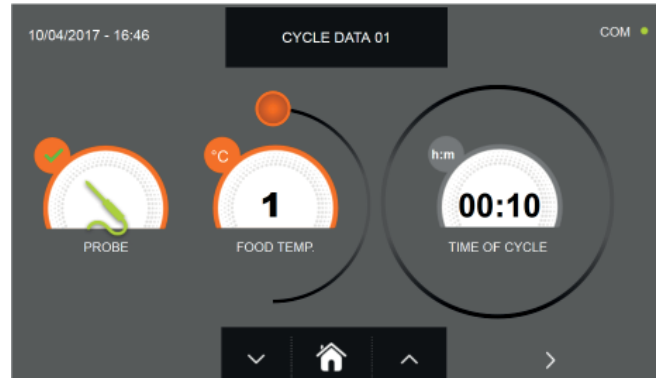 10/04/2017 - 16:46
CYCLE DATA 01
COM
°C
h:m
1
00:10
PROBE
FOOD TEMP.
TIME OF CYCLE